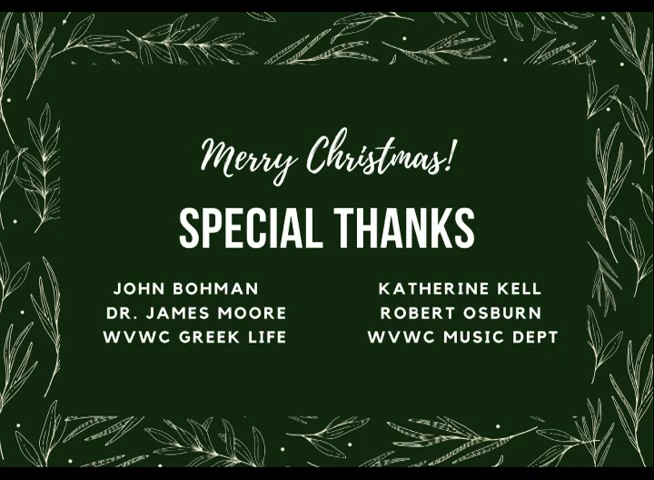 Merry Christmas!
SPECIAL THANKS
JOHN BOHMAN
DR. JAMES MOORE
WVWC GREEK LIFE
KATHERINE KELL
ROBERT OSBURN
WVWC MUSIC DEPT